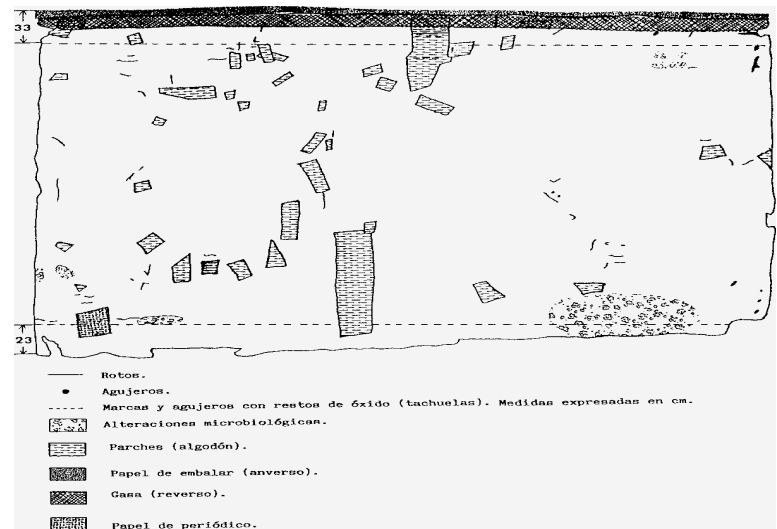 33
23
Rotos.
Agujeros.
Marcas y agujeros con restos de óxido (tachuelas). Medidas expresadas en cm.
Alteraciones microbiológicas.
Parches (algodón).
Papel de embalar (anverso).
Gasa (reverso).
Papel de periódico.